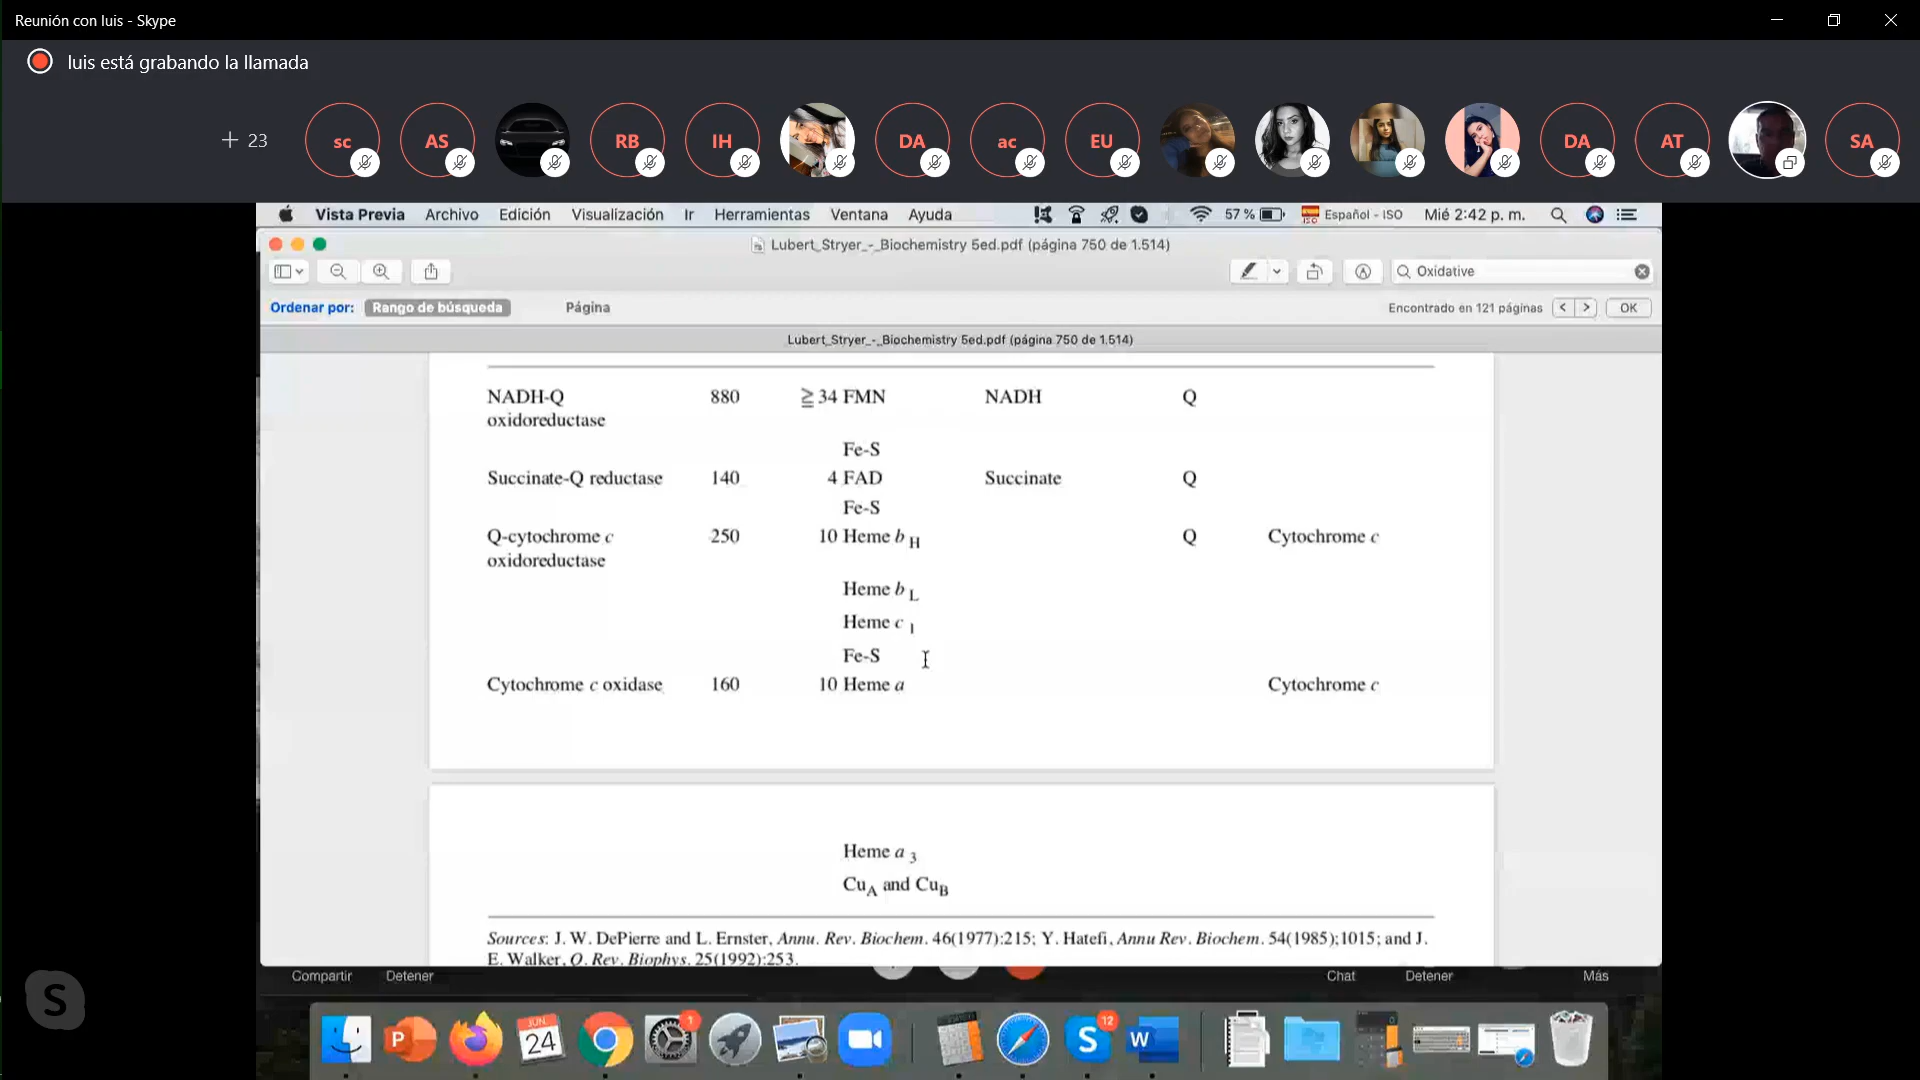 Reunión con luis - Skype
luis está grabando la llamada
+ 23
sc AS RB IH DA ac EU DA AT SA
Vista Previa Archivo Edición Visualización Ir Herramientas Ventana Ayuda 57 % ISO Español - ISO Mié 2:42 p. m.
Lubert_Stryer_-_Biochemistry 5ed.pdf (página 750 de 1.514)
Oxidative
Ordenar por: Rango de búsqueda Página Encontrado en 121 páginas < > OK
Lubert_Stryer_-_Biochemistry 5ed.pdf (página 750 de 1.514)
NADH-Q 880 ≧ 34 FMN NADH Q
oxidoreductase
Fe-S
Succinate-Q reductase 140 4 FAD Succinate Q
Fe-S
Q-cytochrome c 250 10 Heme b H Q Cytochrome c
oxidoreductase
Heme b L
Heme c 1
Fe-S
Cytochrome c oxidase 160 10 Heme a Cytochrome c
Heme a 3
CuA and CuB
Sources: J. W. DePierre and L. Ernster, Annu. Rev. Biochem. 46(1977):215; Y. Hatefi, Annu Rev. Biochem. 54(1985);1015; and J.
E. Walker, Q. Rev. Biophys. 25(1992):253.
Compartir Detener Chat Detener Más
S
P JUN 24 1 S 12 W